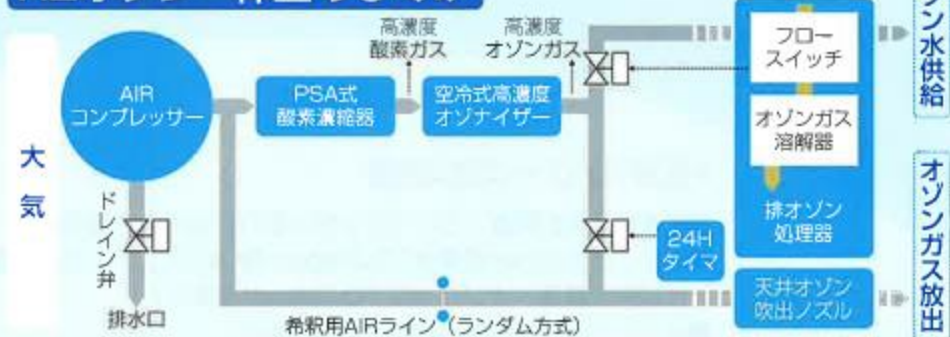 大気
AIR
コンプレッサー
ドレイン弁
排水口
PSA式
酸素濃縮器
高濃度
酸素ガス
空冷式高濃度
オゾナイザー
高濃度
オゾンガス
フロー
スイッチ
オゾンガス
溶解器
排オゾン
処理器
24H
タイマ
天井オゾン
吹出ノズル
希釈用AIRライン(ランダム方式)
ン水供給
オゾンガス放出